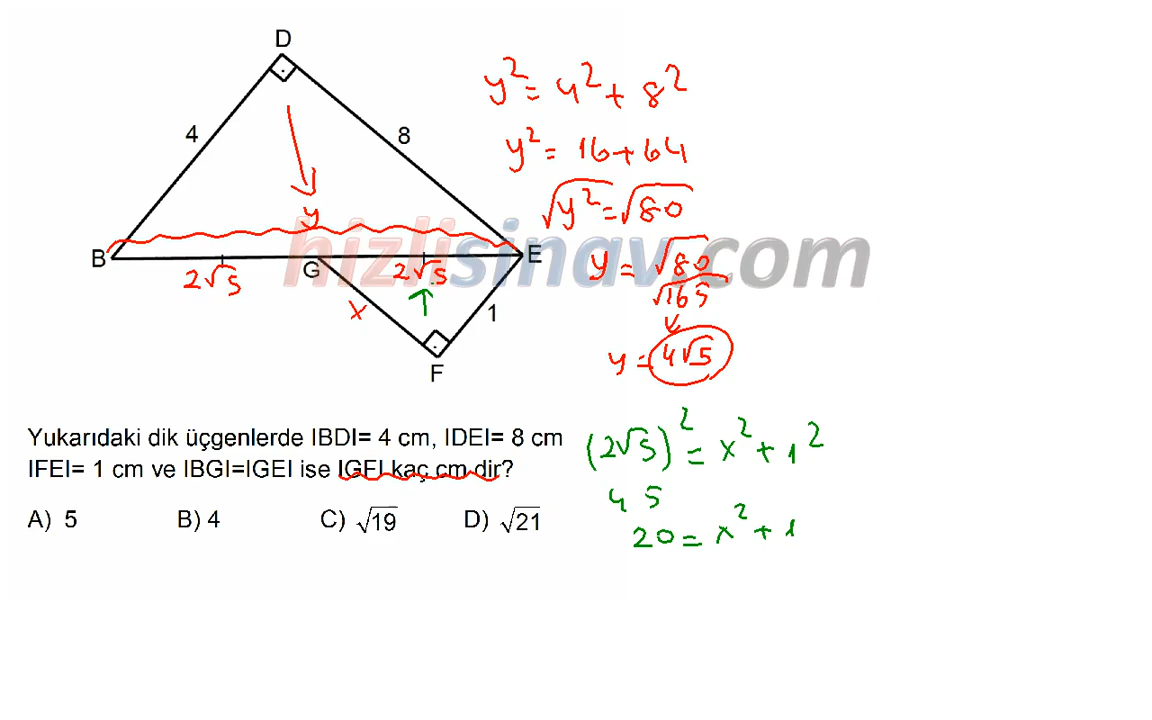 D
y² = 4² + 8²
4
8
y² = 16 + 64
√y² = √80
y
hizlisinav.com
B
G
E
2√5
2√5
y = √80
√16 5
x
1
y = 4√5
F
Yukarıdaki dik üçgenlerde IBDI= 4 cm, IDEI= 8 cm
IFEI= 1 cm ve IBGI=IGEI ise IGFI kaç cm dir?
(2√5)² = x² + 1²
4 5
A) 5 B) 4 C) √19 D) √21
20 = x² + 1